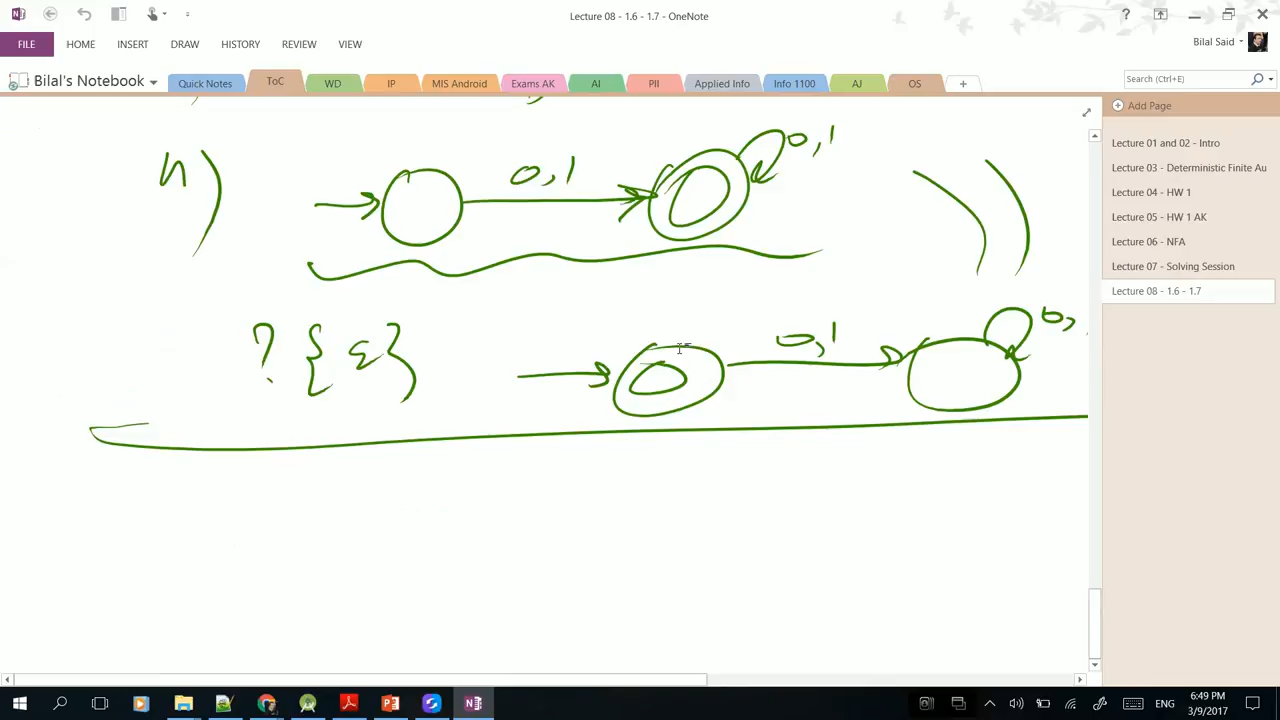 Lecture 08 - 1.6 - 1.7 - OneNote
?
FILE HOME INSERT DRAW HISTORY REVIEW VIEW
Bilal Said
Bilal's Notebook Quick Notes ToC WD IP MIS Android Exams AK AI PII Applied Info Info 1100 AJ OS
Search (Ctrl+E)
Add Page
Lecture 01 and 02 - Intro
Lecture 03 - Deterministic Finite Au
Lecture 04 - HW 1
Lecture 05 - HW 1 AK
Lecture 06 - NFA
Lecture 07 - Solving Session
Lecture 08 - 1.6 - 1.7
n) 0,1 0,1
? {ε} 0,1 0,
ENG
6:49 PM
3/9/2017